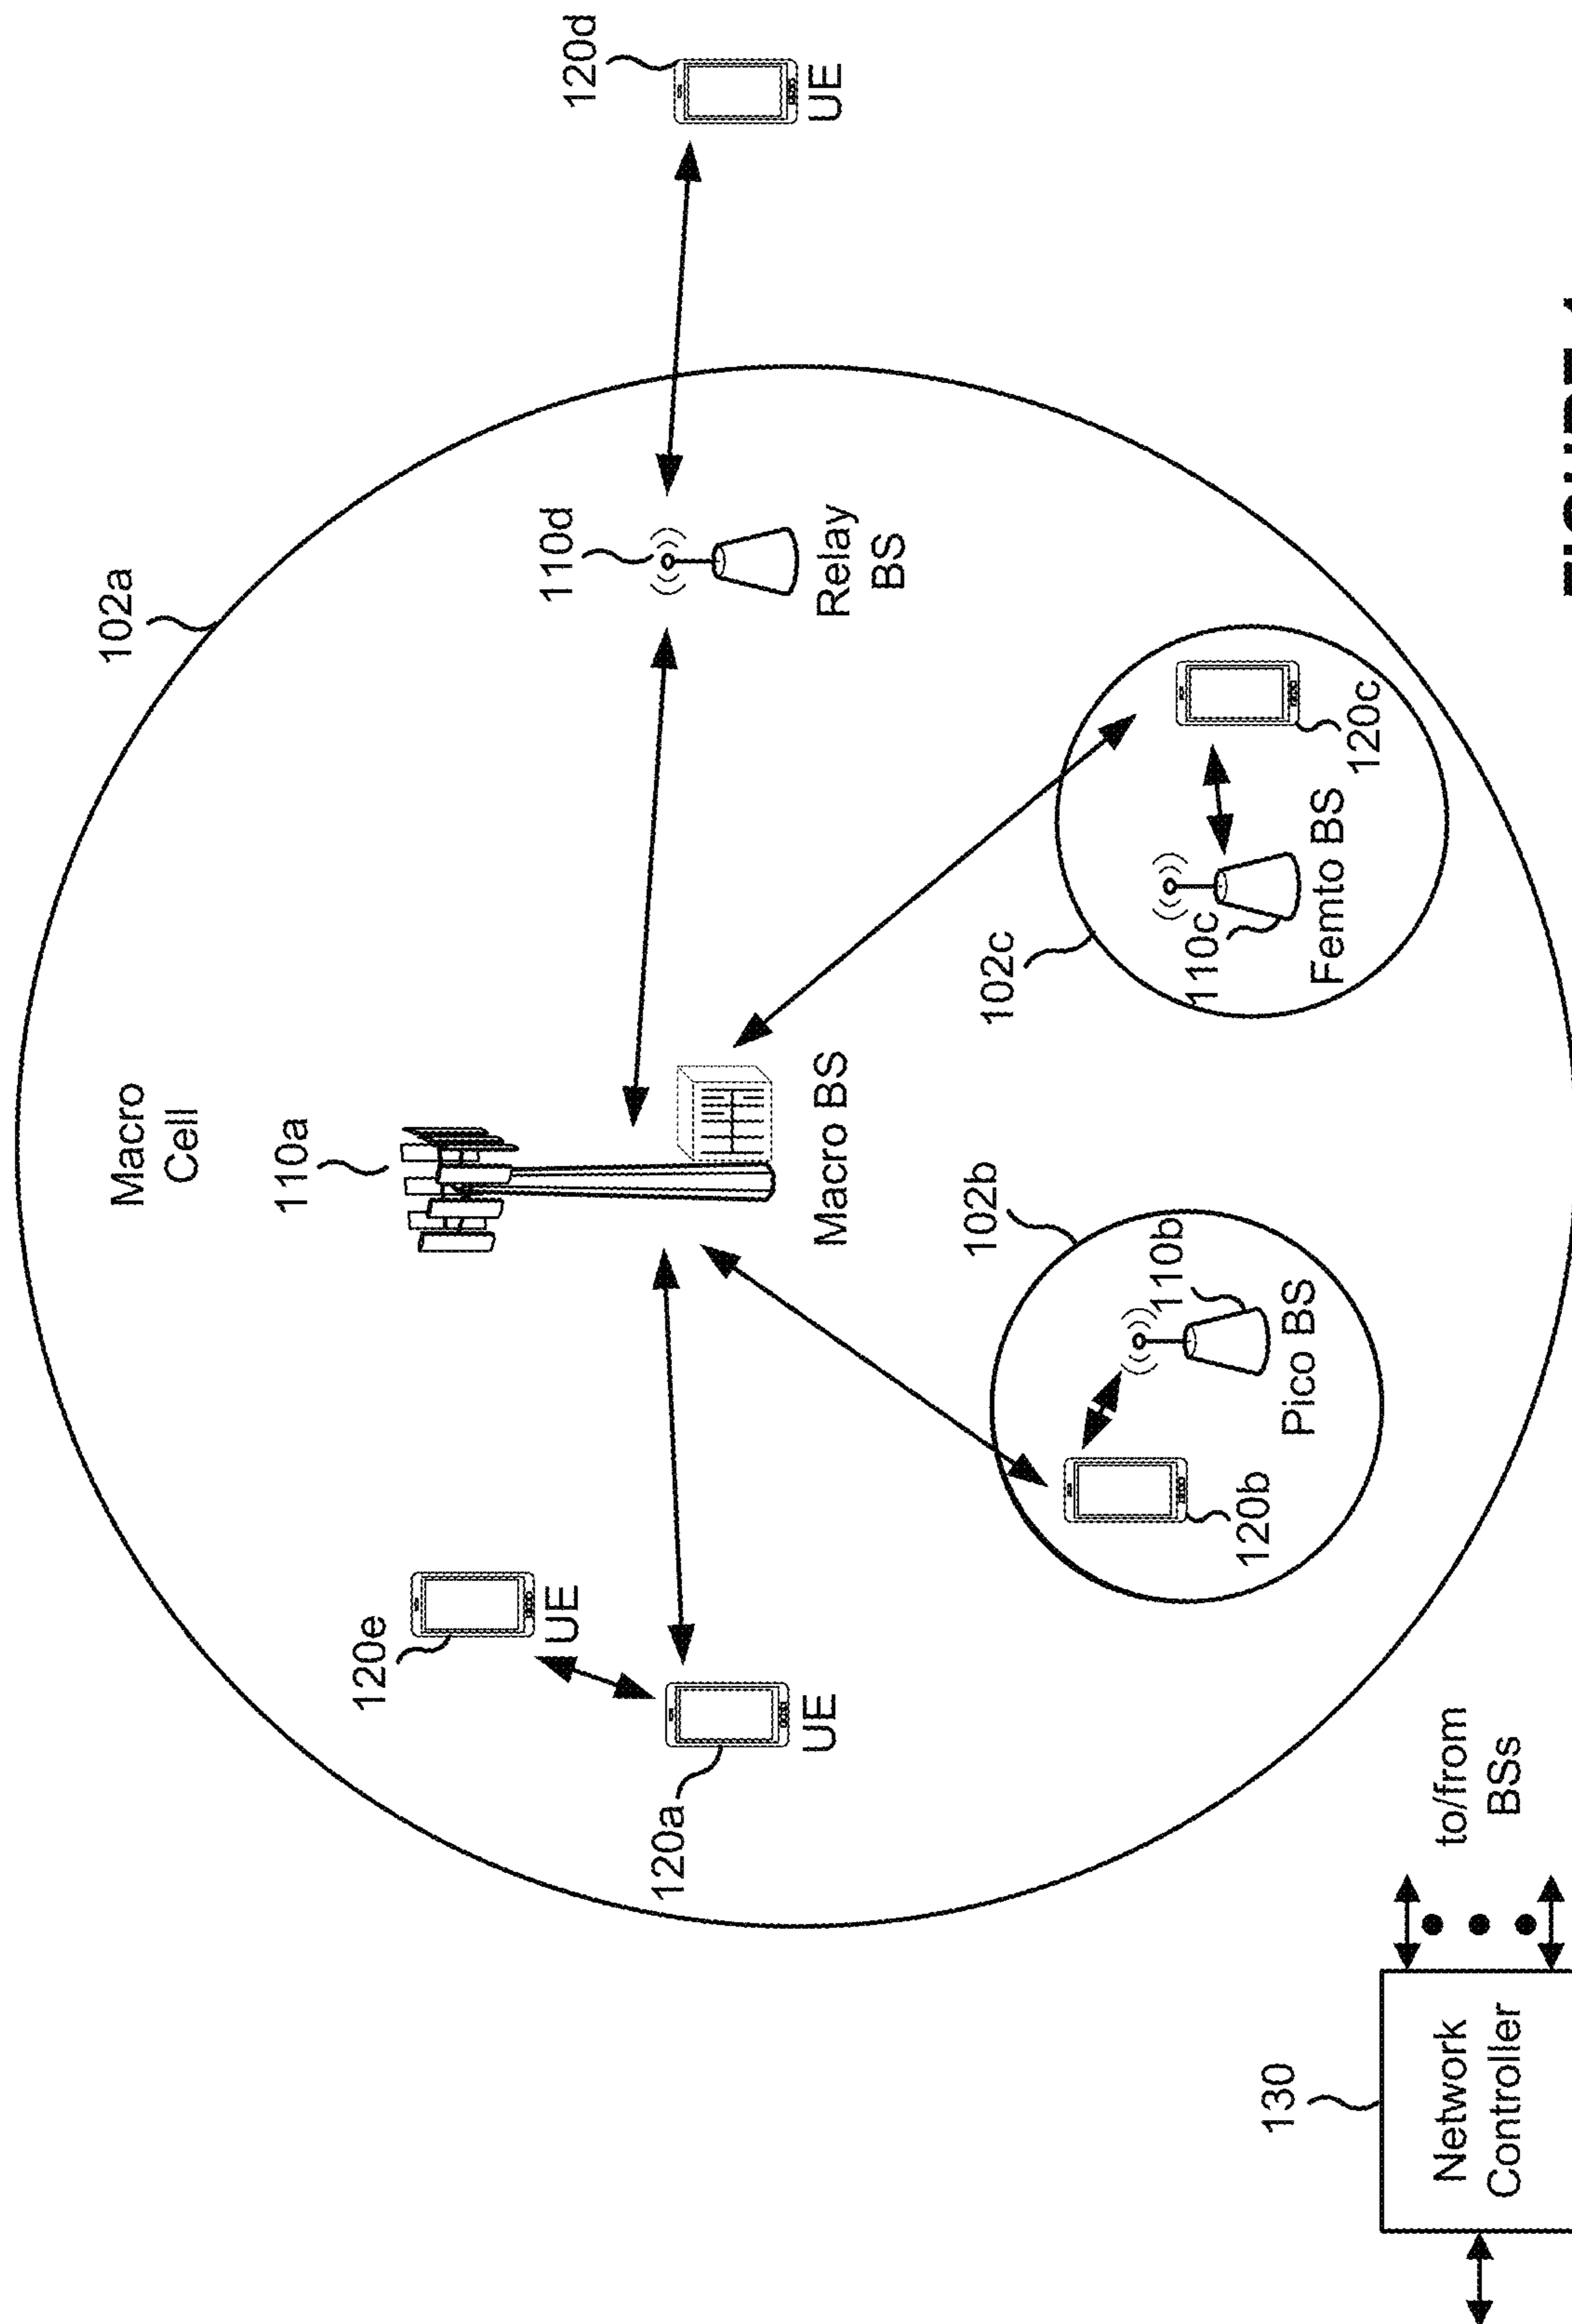 102a
Macro
Cell
110a
120e
UE
110d
120d
120a
UE
Macro BS
Relay
BS
UE
102b
102c
110b
110c
120b
Pico BS
Femto BS
120c
130
to/from
BSs
Network
Controller